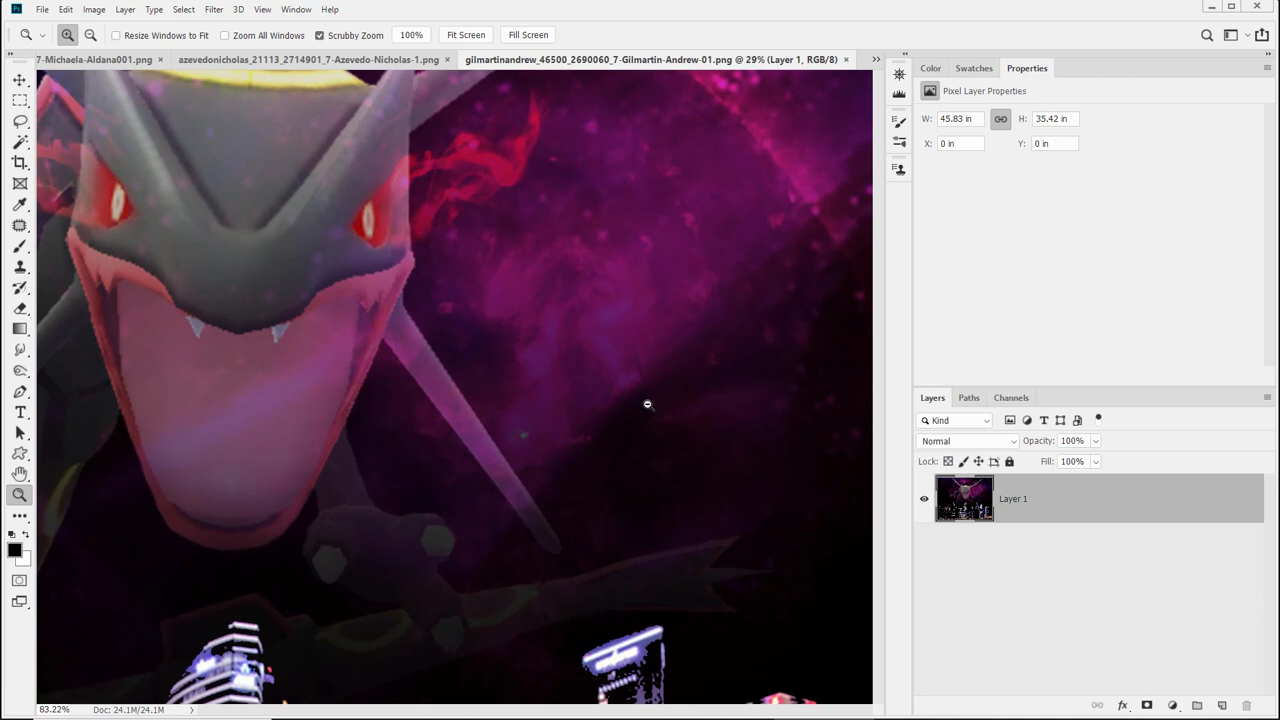 Ps File Edit Image Layer Type Select Filter 3D View Window Help
Resize Windows to Fit Zoom All Windows Scrubby Zoom 100% Fit Screen Fill Screen
7-Michaela-Aldana001.png × azevedonicholas_21113_2714901_7-Azevedo-Nicholas-1.png × gilmartinandrew_46500_2690060_7-Gilmartin-Andrew-01.png @ 29% (Layer 1, RGB/8) ×
Color Swatches Properties
Pixel Layer Properties
W: 45.83 in H: 35.42 in
X: 0 in Y: 0 in
Layers Paths Channels
Kind
Normal Opacity: 100%
Lock: Fill: 100%
Layer 1
fx
83.22% Doc: 24.1M/24.1M